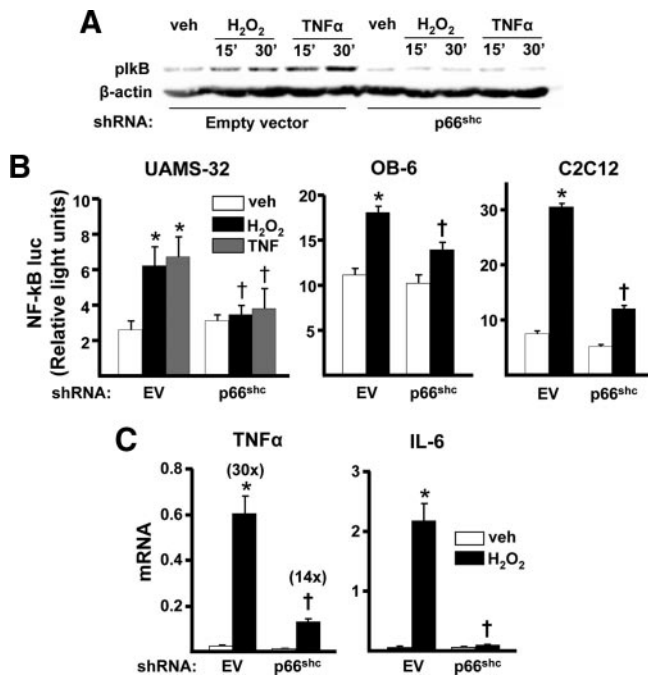 A
veh H₂O₂ TNFα
15' 30' 15' 30' veh H₂O₂ TNFα
15' 30' 15' 30'
pIkB
β-actin
shRNA: Empty vector p66ˢʰᶜ
B
UAMS-32 OB-6 C2C12
NF-kB luc
(Relative light units)
10
8
6
4
2
veh
H₂O₂
TNF
* *
† †
20
15
10
5
*
†
30
20
10
*
†
shRNA: EV p66ˢʰᶜ EV p66ˢʰᶜ EV p66ˢʰᶜ
C
TNFα IL-6
mRNA
0.8
0.6
0.4
0.2
(30x)
*
(14x)
†
3
2
1
*
†
veh
H₂O₂
shRNA: EV p66ˢʰᶜ EV p66ˢʰᶜ